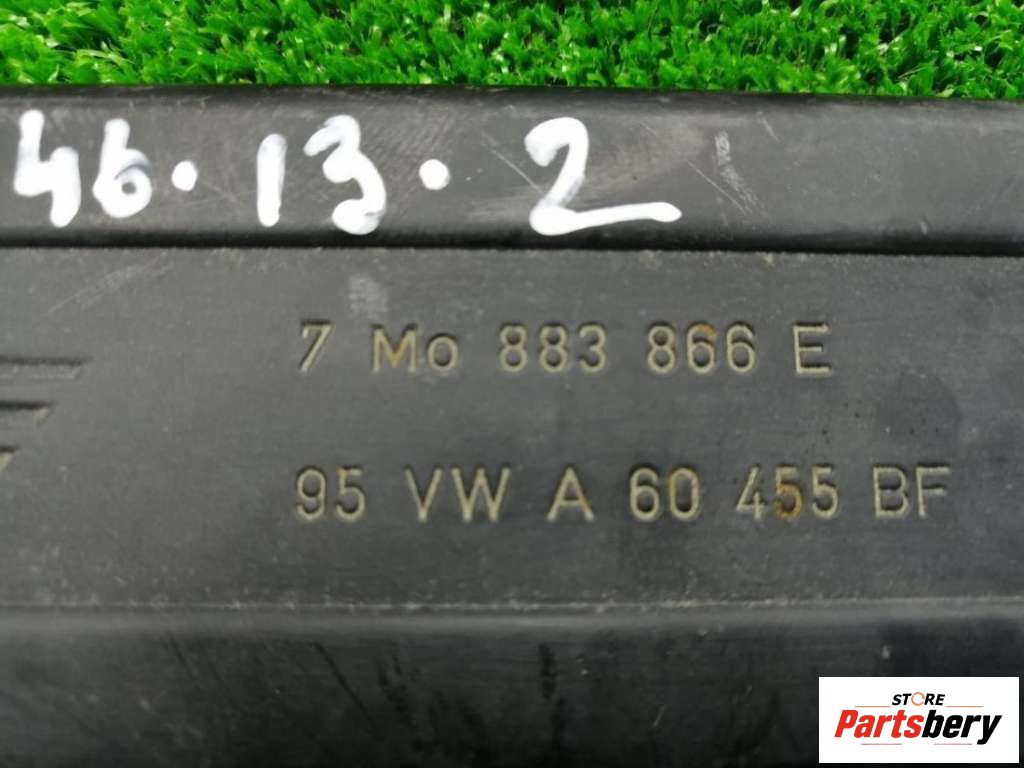 46.13.2
7 Mo 883 866 E
95 VW A 60 455 BF
STORE
Partsbery